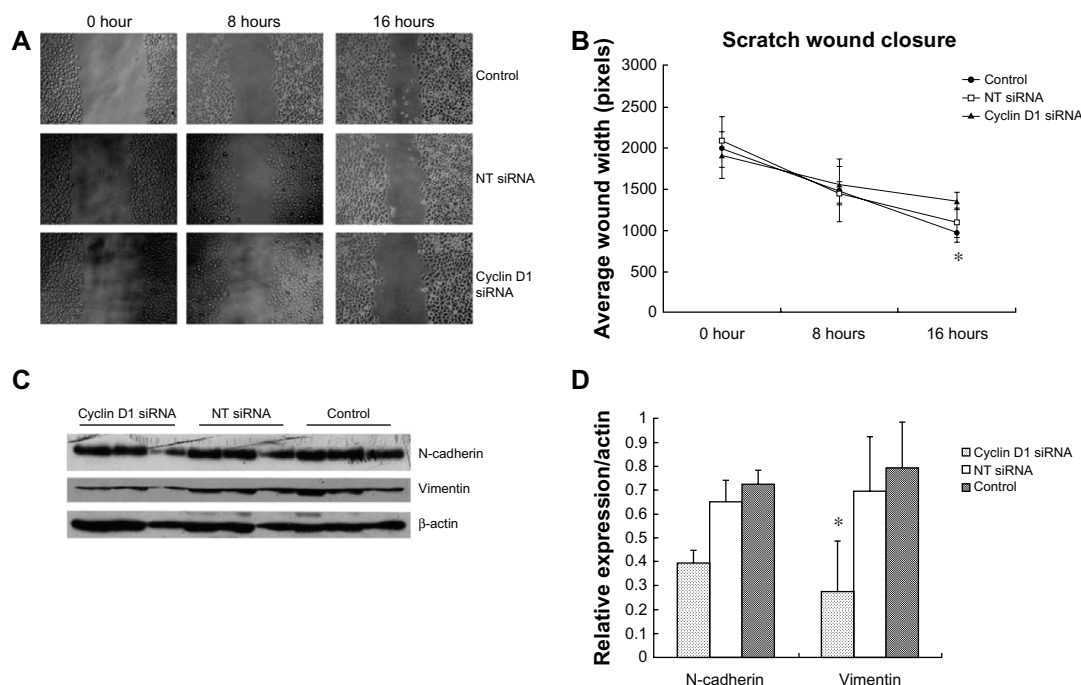 A
0 hour
8 hours
16 hours
Control
NT siRNA
Cyclin D1
siRNA
B
Scratch wound closure
Average wound width (pixels)
3000
2500
2000
1500
1000
500
0
0 hour
8 hours
16 hours
Control
NT siRNA
Cyclin D1 siRNA
*
C
Cyclin D1 siRNA
NT siRNA
Control
N-cadherin
Vimentin
β-actin
D
Relative expression/actin
1
0.9
0.8
0.7
0.6
0.5
0.4
0.3
0.2
0.1
0
*
N-cadherin
Vimentin
Cyclin D1 siRNA
NT siRNA
Control